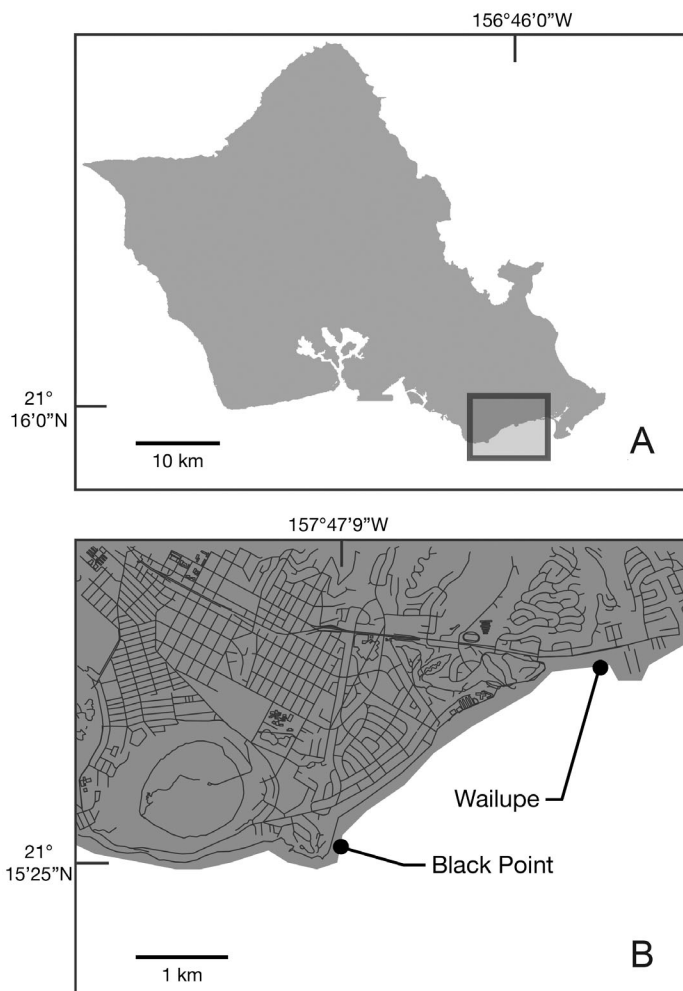 156°46’0”W
21°
16’0”N
10 km
A
157°47’9”W
Wailupe
21°
15’25”N
Black Point
1 km
B